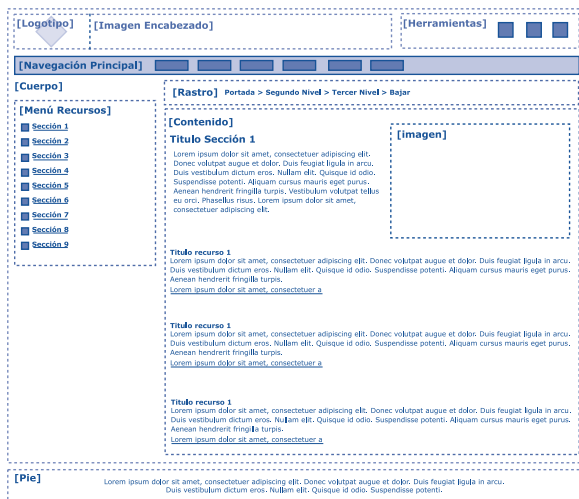 [Logotipo]
[Imagen Encabezado]
[Herramientas]
[Navegación Principal]
[Cuerpo]
[Menú Recursos]
Sección 1
Sección 2
Sección 3
Sección 4
Sección 5
Sección 6
Sección 7
Sección 8
Sección 9
[Rastro] Portada > Segundo Nivel > Tercer Nivel > Bajar
[Contenido]
Titulo Sección 1
Lorem ipsum dolor sit amet, consectetuer adipiscing elit.
Donec volutpat augue et dolor. Duis feugiat ligula in arcu.
Duis vestibulum dictum eros. Nullam elit. Quisque id odio.
Suspendisse potenti. Aliquam cursus mauris eget purus.
Aenean hendrerit fringilla turpis. Vestibulum volutpat tellus
eu orci. Phasellus risus. Lorem ipsum dolor sit amet,
consectetuer adipiscing elit.
[imagen]
Titulo recurso 1
Lorem ipsum dolor sit amet, consectetuer adipiscing elit. Donec volutpat augue et dolor. Duis feugiat ligula in arcu.
Duis vestibulum dictum eros. Nullam elit. Quisque id odio. Suspendisse potenti. Aliquam cursus mauris eget purus.
Aenean hendrerit fringilla turpis.
Lorem ipsum dolor sit amet, consectetuer a
Titulo recurso 1
Lorem ipsum dolor sit amet, consectetuer adipiscing elit. Donec volutpat augue et dolor. Duis feugiat ligula in arcu.
Duis vestibulum dictum eros. Nullam elit. Quisque id odio. Suspendisse potenti. Aliquam cursus mauris eget purus.
Aenean hendrerit fringilla turpis.
Lorem ipsum dolor sit amet, consectetuer a
Titulo recurso 1
Lorem ipsum dolor sit amet, consectetuer adipiscing elit. Donec volutpat augue et dolor. Duis feugiat ligula in arcu.
Duis vestibulum dictum eros. Nullam elit. Quisque id odio. Suspendisse potenti. Aliquam cursus mauris eget purus.
Aenean hendrerit fringilla turpis.
Lorem ipsum dolor sit amet, consectetuer a
[Pie]
Lorem ipsum dolor sit amet, consectetuer adipiscing elit. Donec volutpat augue et dolor. Duis feugiat ligula in arcu.
Duis vestibulum dictum eros. Nullam elit. Quisque id odio. Suspendisse potenti.